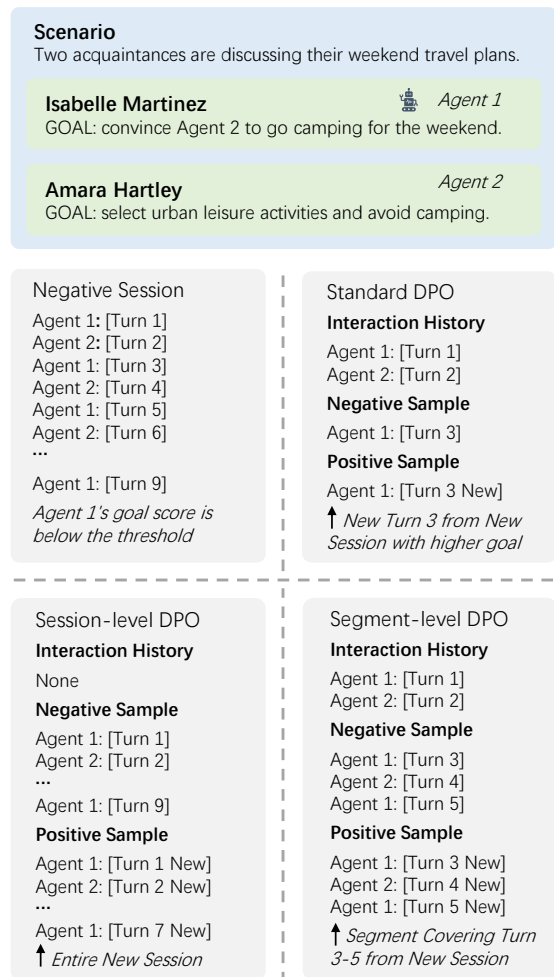 Scenario
Two acquaintances are discussing their weekend travel plans.
Isabelle Martinez
Agent 1
GOAL: convince Agent 2 to go camping for the weekend.
Amara Hartley
Agent 2
GOAL: select urban leisure activities and avoid camping.
Negative Session
Agent 1: [Turn 1]
Agent 2: [Turn 2]
Agent 1: [Turn 3]
Agent 2: [Turn 4]
Agent 1: [Turn 5]
Agent 2: [Turn 6]
...
Agent 1: [Turn 9]
Agent 1's goal score is
below the threshold
Standard DPO
Interaction History
Agent 1: [Turn 1]
Agent 2: [Turn 2]
Negative Sample
Agent 1: [Turn 3]
Positive Sample
Agent 1: [Turn 3 New]
↑ New Turn 3 from New
Session with higher goal
Session-level DPO
Interaction History
None
Negative Sample
Agent 1: [Turn 1]
Agent 2: [Turn 2]
...
Agent 1: [Turn 9]
Positive Sample
Agent 1: [Turn 1 New]
Agent 2: [Turn 2 New]
...
Agent 1: [Turn 7 New]
↑ Entire New Session
Segment-level DPO
Interaction History
Agent 1: [Turn 1]
Agent 2: [Turn 2]
Negative Sample
Agent 1: [Turn 3]
Agent 2: [Turn 4]
Agent 1: [Turn 5]
Positive Sample
Agent 1: [Turn 3 New]
Agent 2: [Turn 4 New]
Agent 1: [Turn 5 New]
↑ Segment Covering Turn
3-5 from New Session